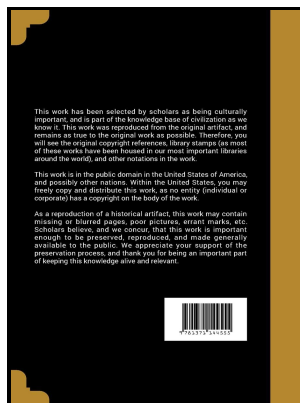 This work has been selected by scholars as being culturally
important, and is part of the knowledge base of civilization as we
know it. This work was reproduced from the original artifact, and
remains as true to the original work as possible. Therefore, you
will see the original copyright references, library stamps (as most
of these works have been housed in our most important libraries
around the world), and other notations in the work.
This work is in the public domain in the United States of America,
and possibly other nations. Within the United States, you may
freely copy and distribute this work, as no entity (individual or
corporate) has a copyright on the body of the work.
As a reproduction of a historical artifact, this work may contain
missing or blurred pages, poor pictures, errant marks, etc.
Scholars believe, and we concur, that this work is important
enough to be preserved, reproduced, and made generally
available to the public. We appreciate your support of the
preservation process, and thank you for being an important part
of keeping this knowledge alive and relevant.